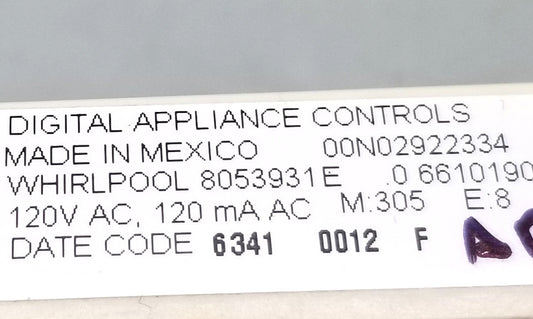 DIGITAL APPLIANCE CONTROLS
MADE IN MEXICO 00N02922334
WHIRLPOOL 8053931E .0 6610190
120V AC, 120 mA AC M:305 E:8
DATE CODE 6341 0012 F